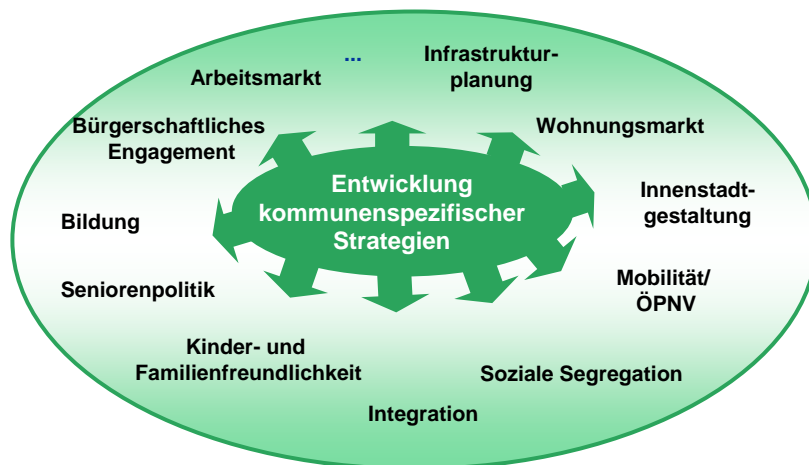 ...
Infrastruktur-
planung
Arbeitsmarkt
Bürgerschaftliches
Engagement
Wohnungsmarkt
Entwicklung
kommunenspezifischer
Strategien
Innenstadt-
gestaltung
Bildung
Seniorenpolitik
Mobilität/
ÖPNV
Kinder- und
Familienfreundlichkeit
Soziale Segregation
Integration